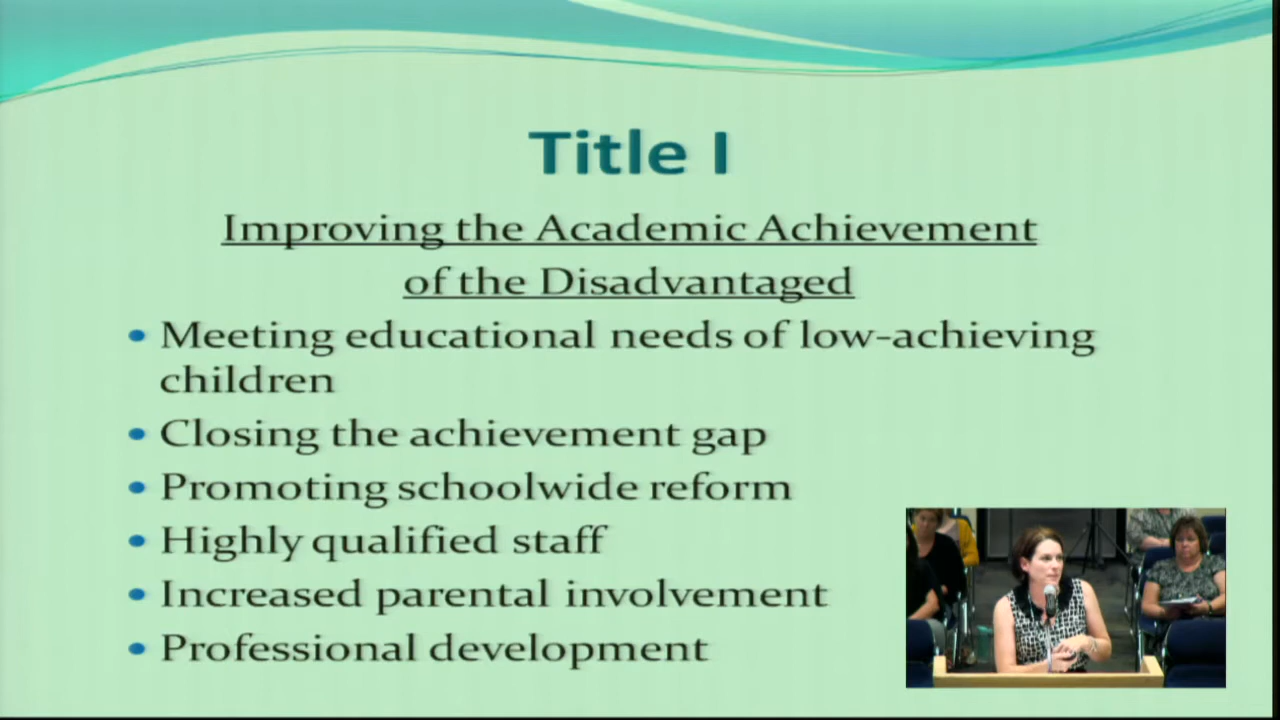 Title I
Improving the Academic Achievement
of the Disadvantaged
• Meeting educational needs of low-achieving
children
• Closing the achievement gap
• Promoting schoolwide reform
• Highly qualified staff
• Increased parental involvement
• Professional development